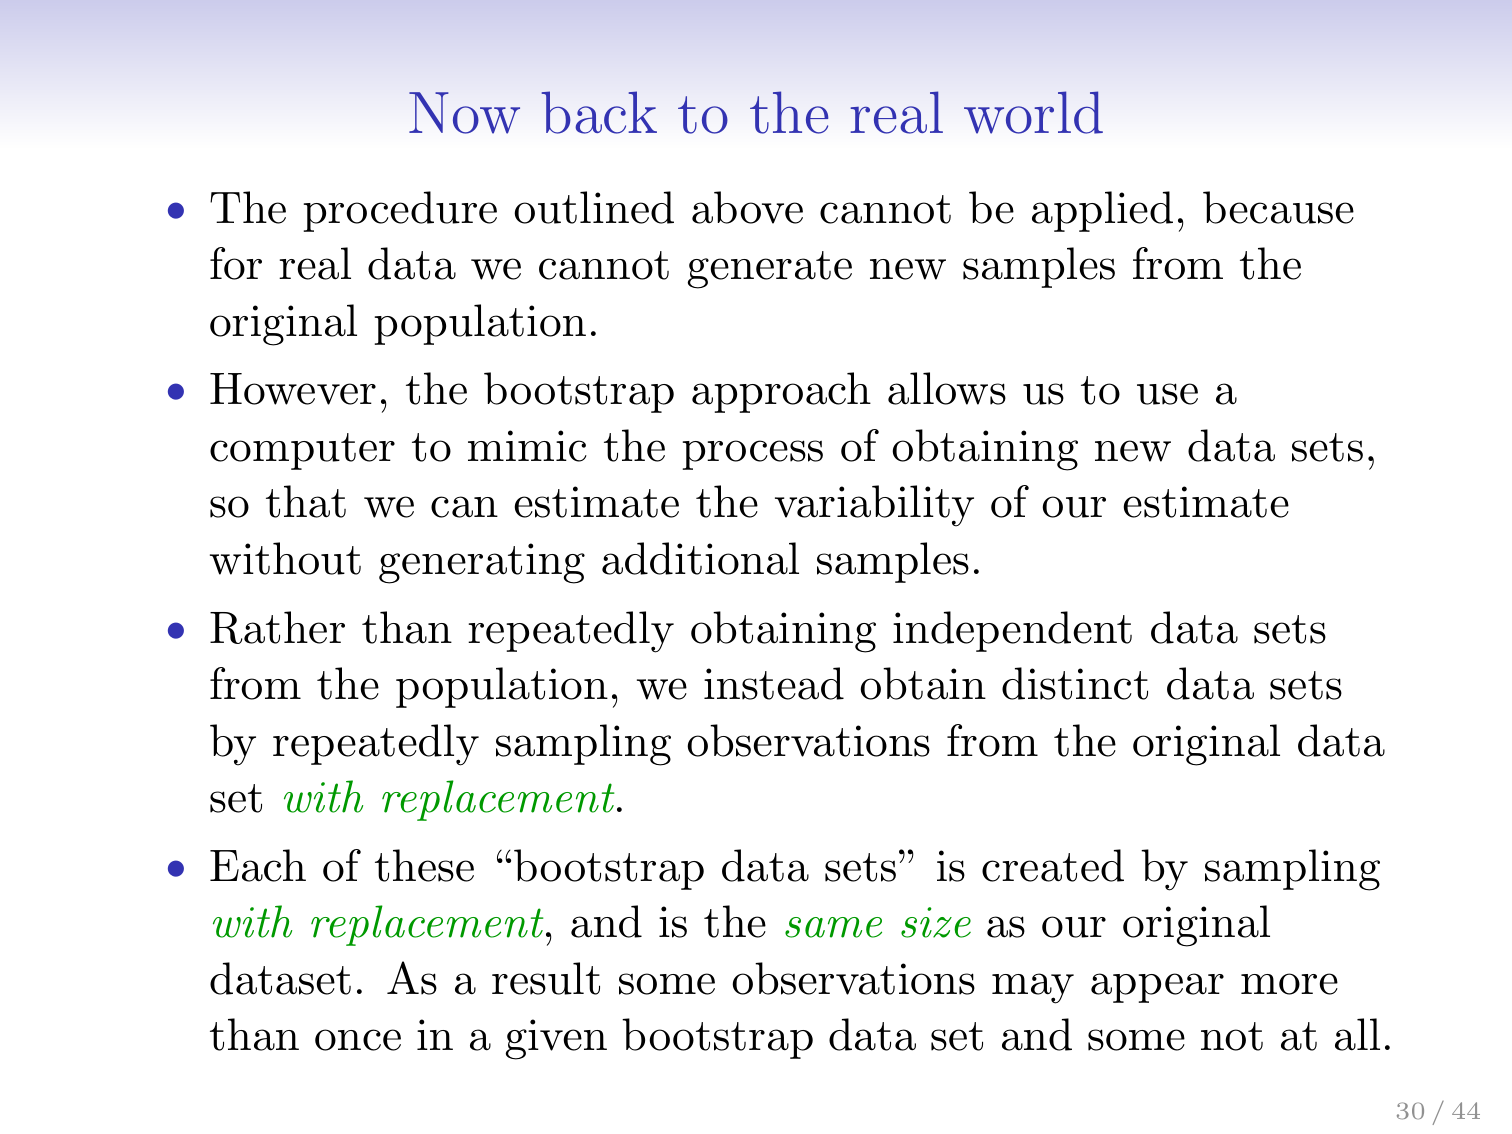 Now back to the real world
• The procedure outlined above cannot be applied, because
for real data we cannot generate new samples from the
original population.
• However, the bootstrap approach allows us to use a
computer to mimic the process of obtaining new data sets,
so that we can estimate the variability of our estimate
without generating additional samples.
• Rather than repeatedly obtaining independent data sets
from the population, we instead obtain distinct data sets
by repeatedly sampling observations from the original data
set with replacement.
• Each of these “bootstrap data sets” is created by sampling
with replacement, and is the same size as our original
dataset. As a result some observations may appear more
than once in a given bootstrap data set and some not at all.
30 / 44